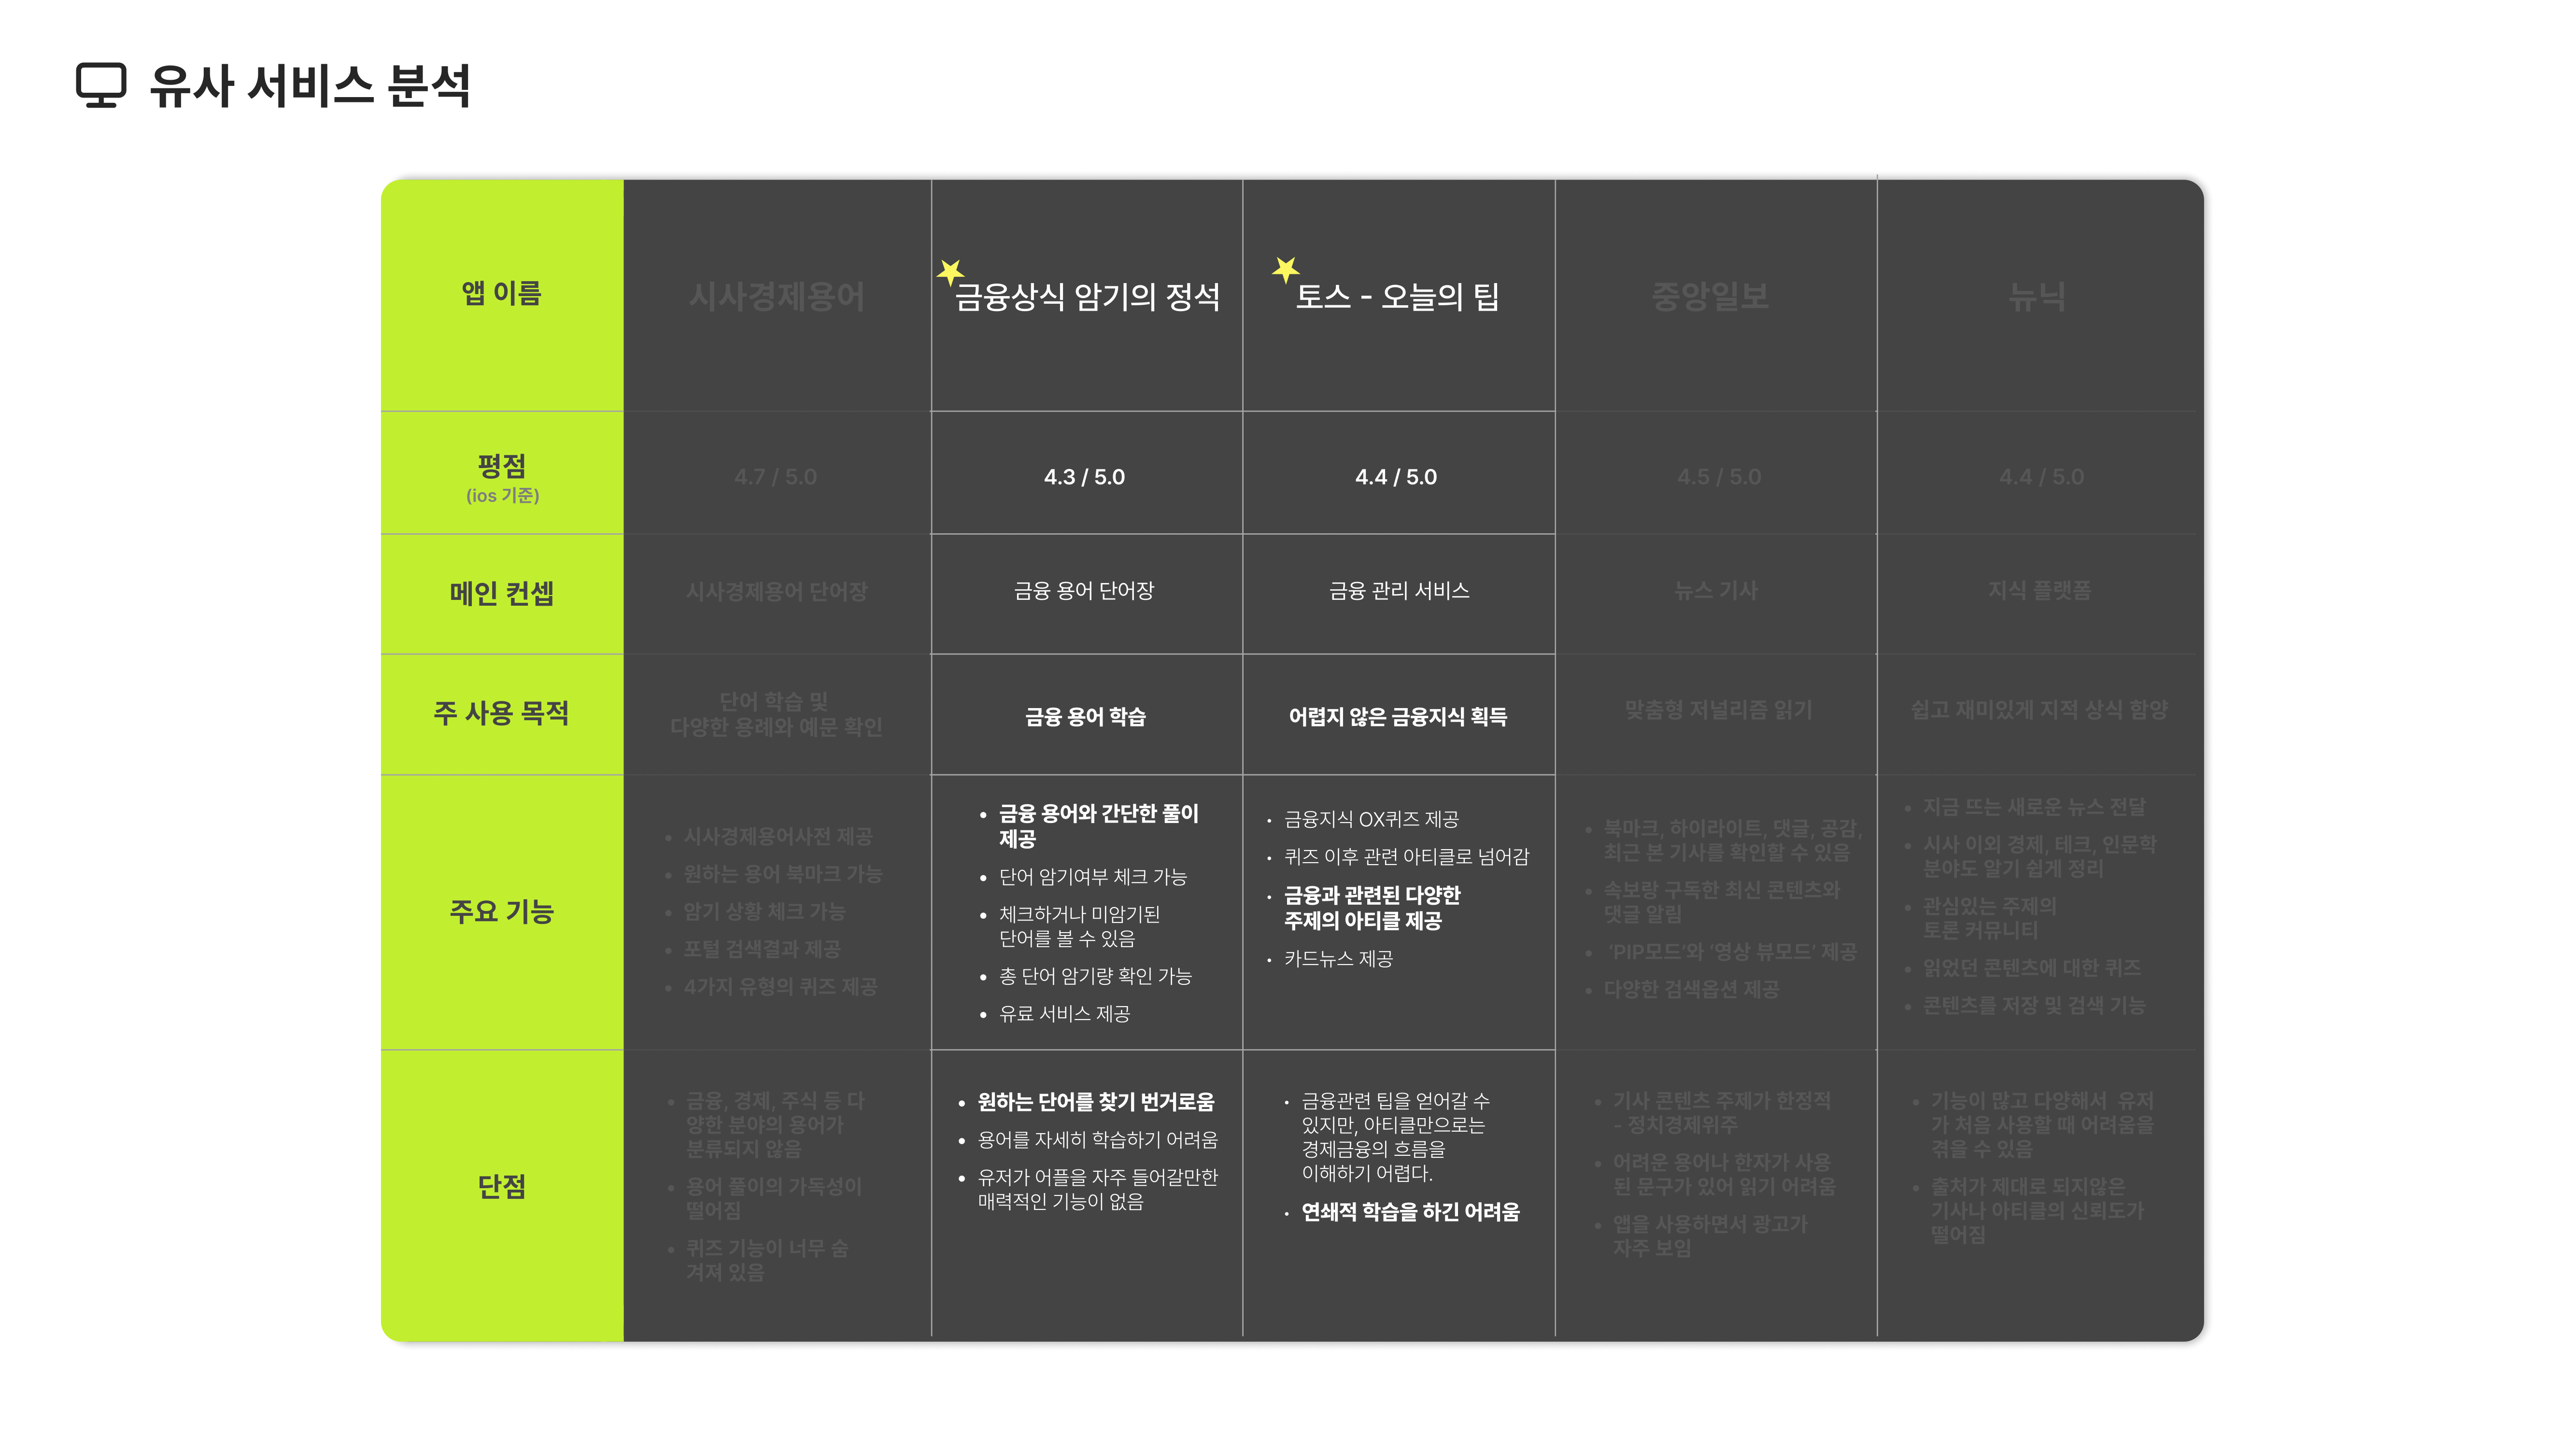 유사 서비스 분석
앱 이름
시사경제용어
금융상식 암기의 정석
토스 - 오늘의 팁
중앙일보
뉴닉
평점
(ios 기준)
4.7 / 5.0
4.3 / 5.0
4.4 / 5.0
4.5 / 5.0
4.4 / 5.0
메인 컨셉
시사경제용어 단어장
금융 용어 단어장
금융 관리 서비스
뉴스 기사
지식 플랫폼
주 사용 목적
단어 학습 및
다양한 용례와 예문 확인
금융 용어 학습
어렵지 않은 금융지식 획득
맞춤형 저널리즘 읽기
쉽고 재미있게 지적 상식 함양
주요 기능
• 시사경제용어사전 제공
• 원하는 용어 북마크 가능
• 암기 상황 체크 가능
• 포털 검색결과 제공
• 4가지 유형의 퀴즈 제공
• 금융 용어와 간단한 풀이
제공
• 단어 암기여부 체크 가능
• 체크하거나 미암기된
단어를 볼 수 있음
• 총 단어 암기량 확인 가능
• 유료 서비스 제공
• 금융지식 OX퀴즈 제공
• 퀴즈 이후 관련 아티클로 넘어감
• 금융과 관련된 다양한
주제의 아티클 제공
• 카드뉴스 제공
• 북마크, 하이라이트, 댓글, 공감,
최근 본 기사를 확인할 수 있음
• 속보랑 구독한 최신 콘텐츠와
댓글 알림
• ‘PIP모드’와 ‘영상 뷰모드’ 제공
• 다양한 검색옵션 제공
• 지금 뜨는 새로운 뉴스 전달
• 시사 이외 경제, 테크, 인문학
분야도 알기 쉽게 정리
• 관심있는 주제의
토론 커뮤니티
• 읽었던 콘텐츠에 대한 퀴즈
• 콘텐츠를 저장 및 검색 기능
단점
• 금융, 경제, 주식 등 다
양한 분야의 용어가
분류되지 않음
• 용어 풀이의 가독성이
떨어짐
• 퀴즈 기능이 너무 숨
겨져 있음
• 원하는 단어를 찾기 번거로움
• 용어를 자세히 학습하기 어려움
• 유저가 어플을 자주 들어갈만한
매력적인 기능이 없음
• 금융관련 팁을 얻어갈 수
있지만, 아티클만으로는
경제금융의 흐름을
이해하기 어렵다.
• 연쇄적 학습을 하긴 어려움
• 기사 콘텐츠 주제가 한정적
- 정치경제위주
• 어려운 용어나 한자가 사용
된 문구가 있어 읽기 어려움
• 앱을 사용하면서 광고가
자주 보임
• 기능이 많고 다양해서 유저
가 처음 사용할 때 어려움을
겪을 수 있음
• 출처가 제대로 되지않은
기사나 아티클의 신뢰도가
떨어짐